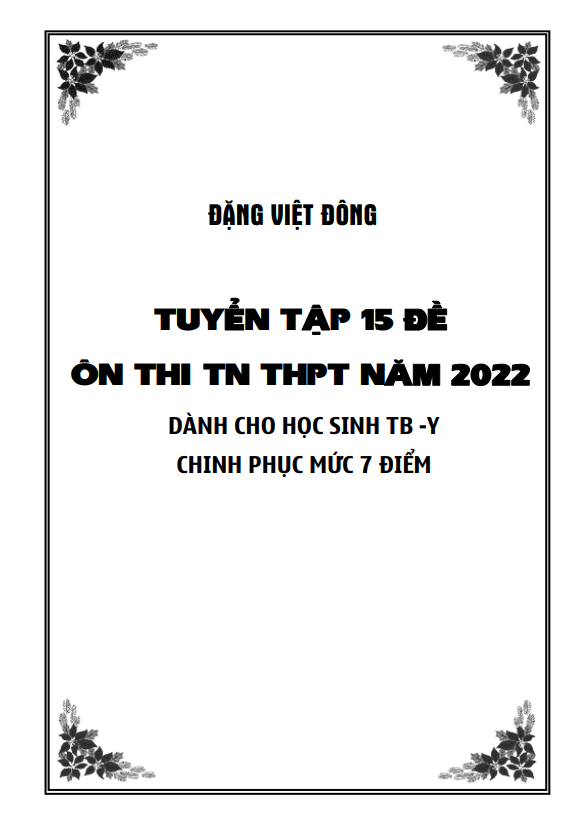 ĐẶNG VIỆT ĐÔNG
TUYỂN TẬP 15 ĐỀ
ÔN THI TN THPT NĂM 2022
DÀNH CHO HỌC SINH TB -Y
CHINH PHỤC MỨC 7 ĐIỂM